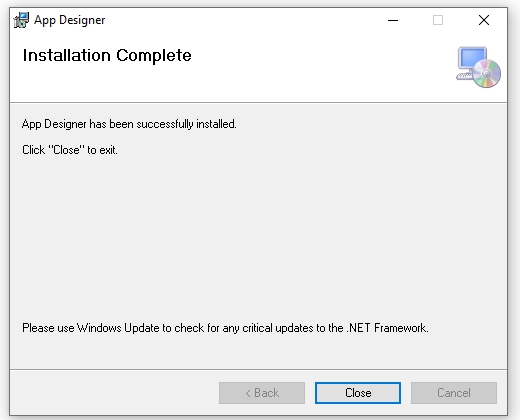 App Designer
Installation Complete
App Designer has been successfully installed.
Click "Close" to exit.
Please use Windows Update to check for any critical updates to the .NET Framework.
< Back
Close
Cancel